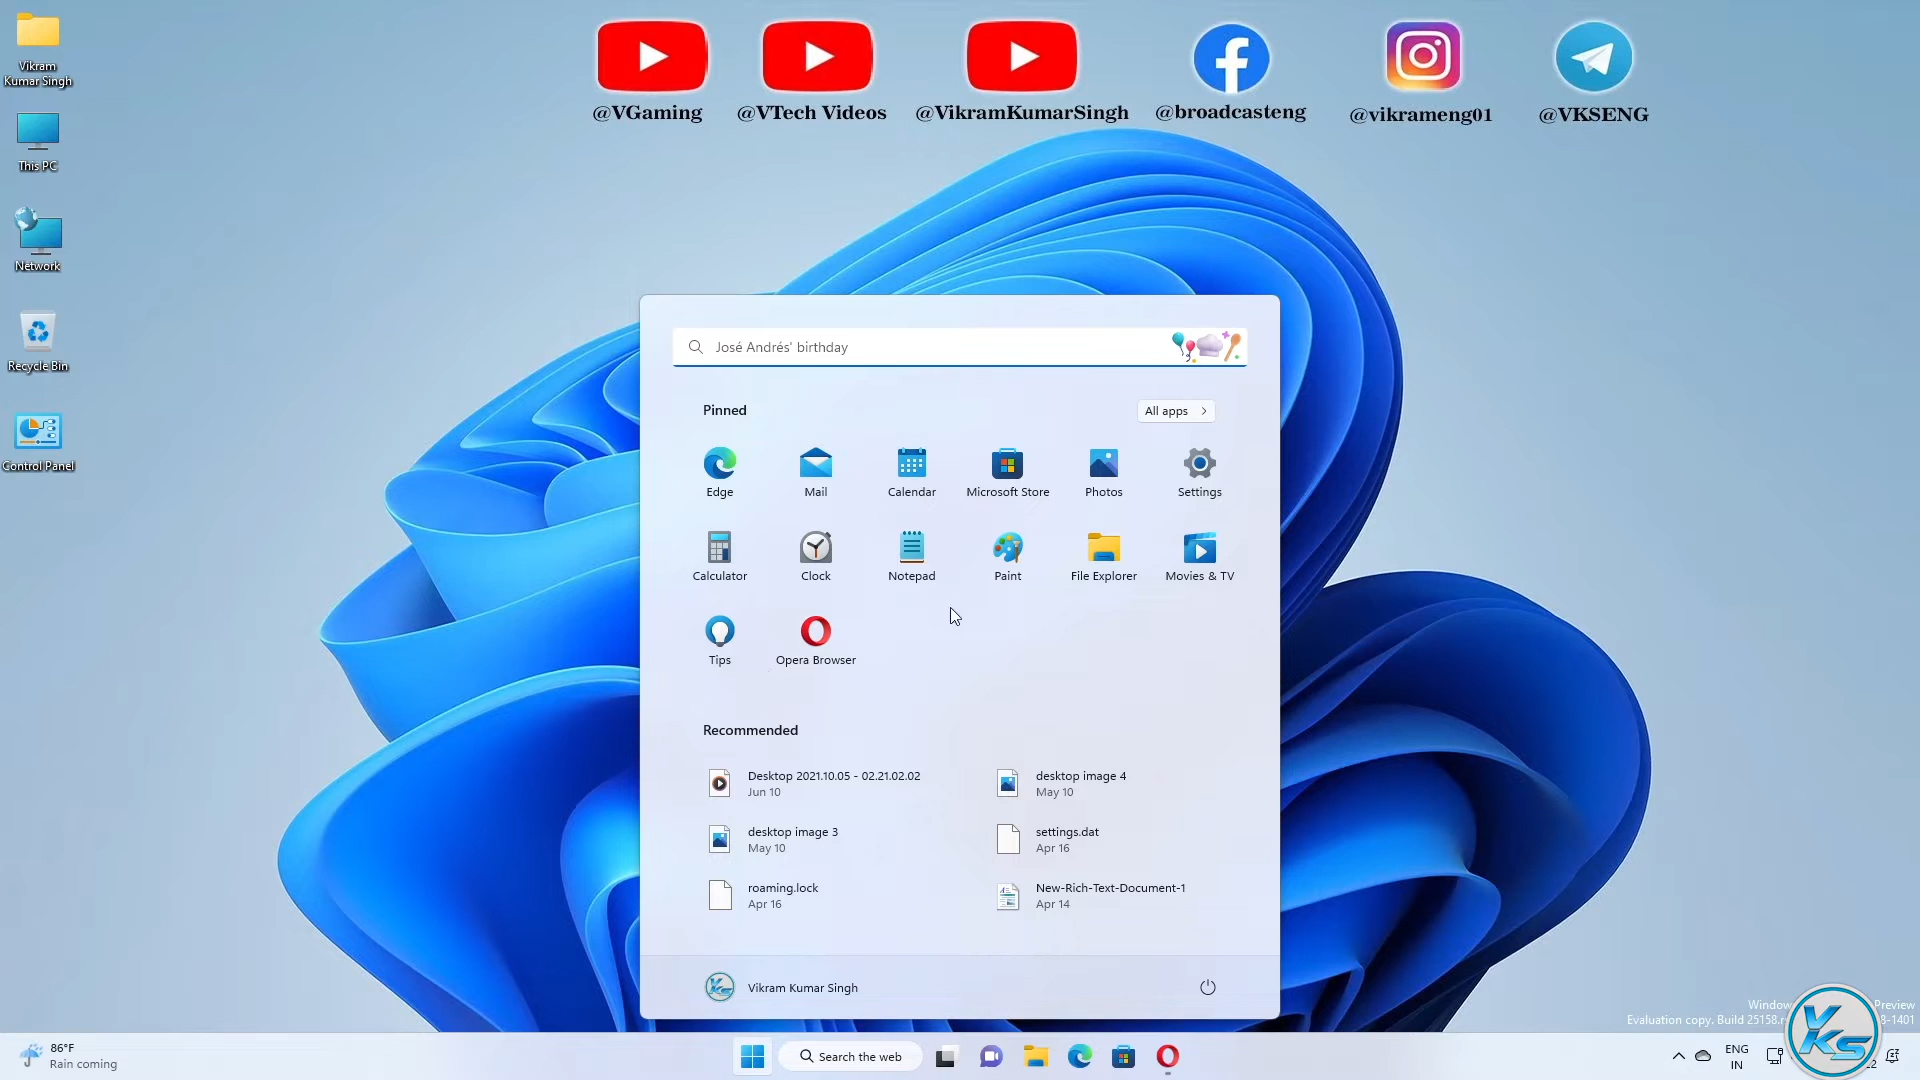 Vikram
Kumar Singh
This PC
Network
Recycle Bin
Control Panel
@VGaming
@VTech Videos
@VikramKumarSingh
@broadcasteng
@vikrameng01
@VKSENG
José Andrés' birthday
Pinned
All apps
Edge
Mail
Calendar
Microsoft Store
Photos
Settings
Calculator
Clock
Notepad
Paint
File Explorer
Movies & TV
Tips
Opera Browser
Recommended
Desktop 2021.10.05 - 02.21.02.02
Jun 10
desktop image 4
May 10
desktop image 3
May 10
settings.dat
Apr 16
roaming.lock
Apr 16
New-Rich-Text-Document-1
Apr 14
Vikram Kumar Singh
Preview
Evaluation copy. Build
86°F
Rain coming
Search the web
ENG
IN
VKS